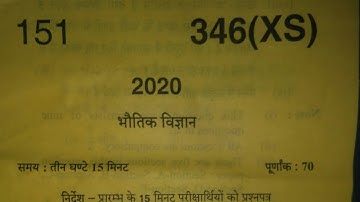 151 346(XS)
2020
भौतिक विज्ञान
समय : तीन घण्टे 15 मिनट पूर्णांक : 70
निर्देश – प्रारम्भ के 15 मिनट परीक्षार्थियों को प्रश्नपत्र